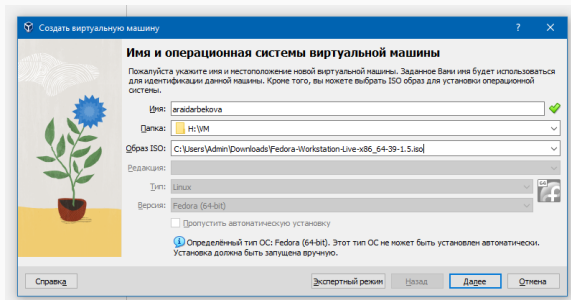 Создать виртуальную машину
? ×
Имя и операционная системы виртуальной машины
Пожалуйста укажите имя и местоположение новой виртуальной машины. Заданное Вами имя будет использоваться
для идентификации данной машины. Кроме того, вы можете выбрать ISO образ для установки операционной
системы.
Имя: araidarbekova
Папка: H:\VM
Образ ISO: C:\Users\Admin\Downloads\Fedora-Workstation-Live-x86_64-39-1.5.iso
Редакция:
Тип: Linux
64
Версия: Fedora (64-bit)
Пропустить автоматическую установку
Определённый тип ОС: Fedora (64-bit). Этот тип ОС не может быть установлен автоматически.
Установка должна быть запущена вручную.
Справка Экспертный режим Назад Далее Отмена